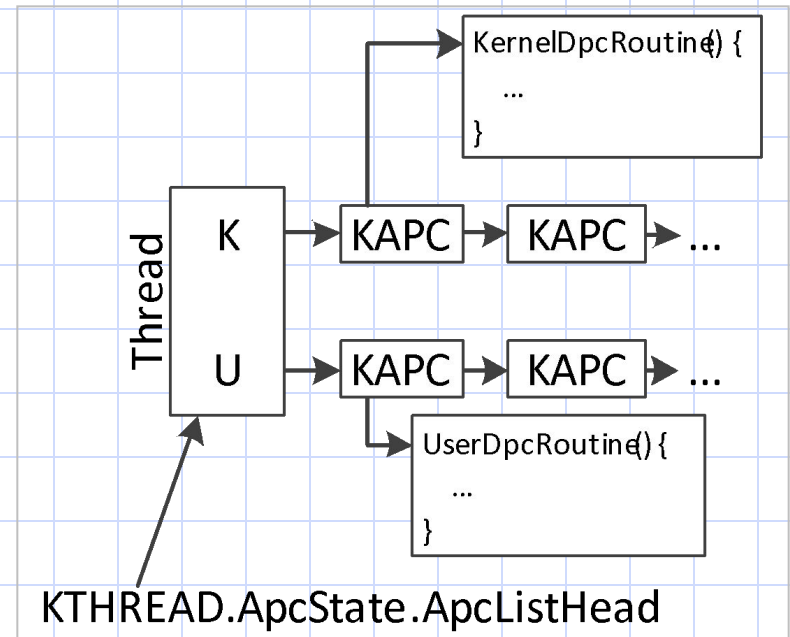 KernelDpcRoutine() {
...
}
Thread
K
KAPC
KAPC
...
U
KAPC
KAPC
...
UserDpcRoutine() {
...
}
KTHREAD.ApcState.ApcListHead